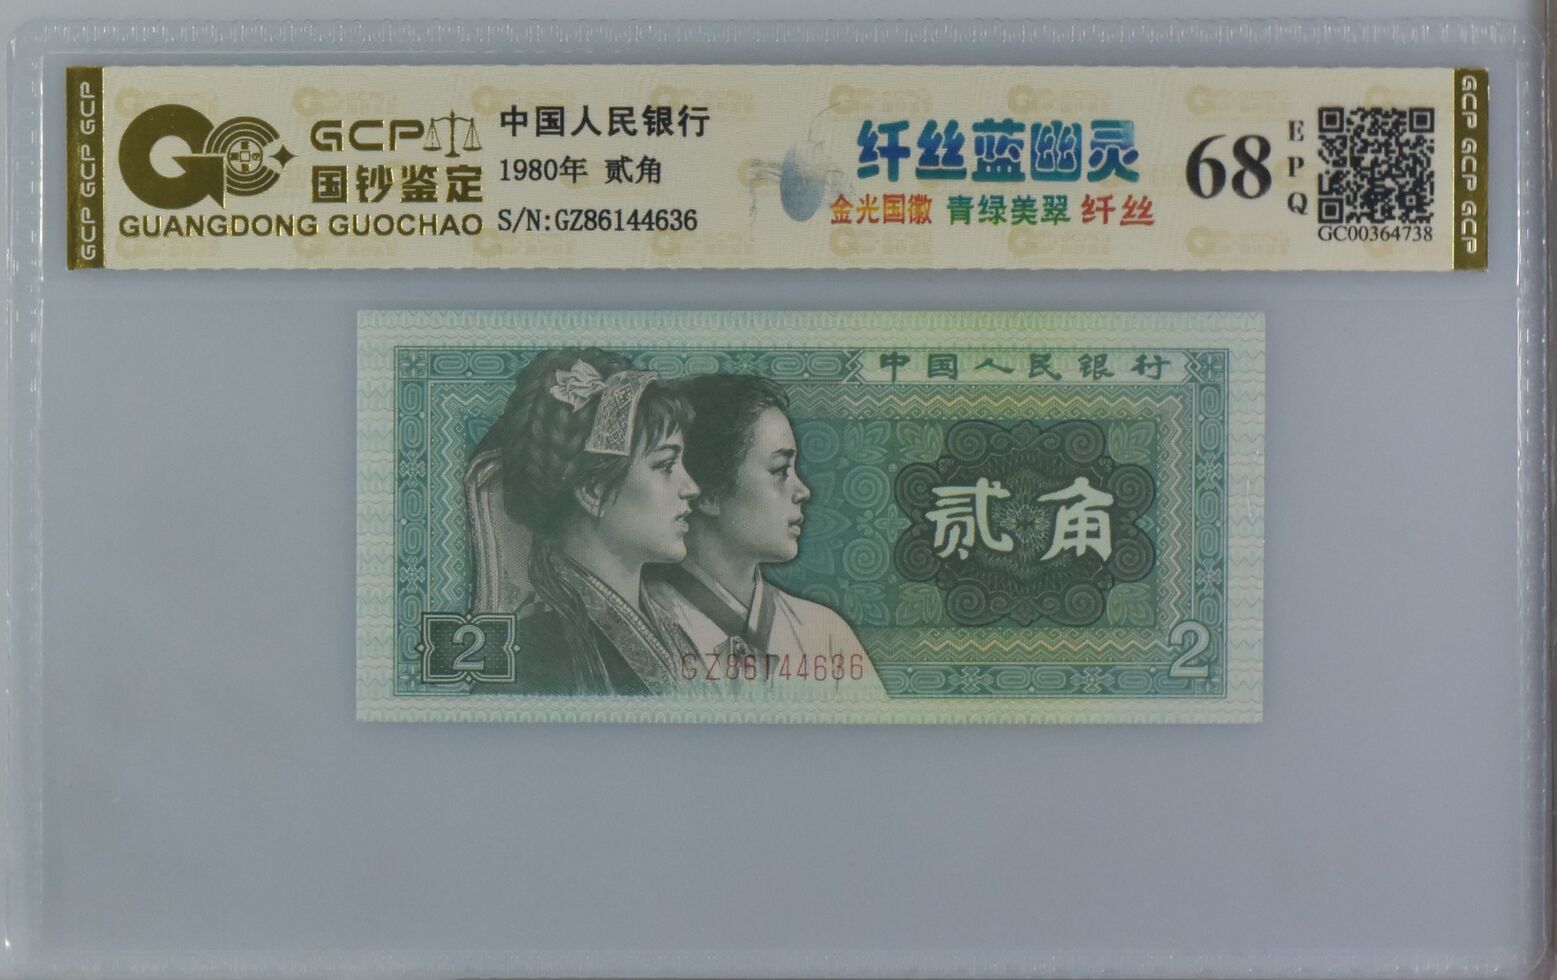 GCP GCP GCP
GCP
国钞鉴定
GUANGDONG GUOCHAO
中国人民银行
1980年 贰角
S/N:GZ86144636
纤丝蓝幽灵
金光国徽 青绿美翠 纤丝
68
EPQ
GC00364738
GCP GCP GCP
中国人民银行
贰角
2
GZ86144636
2